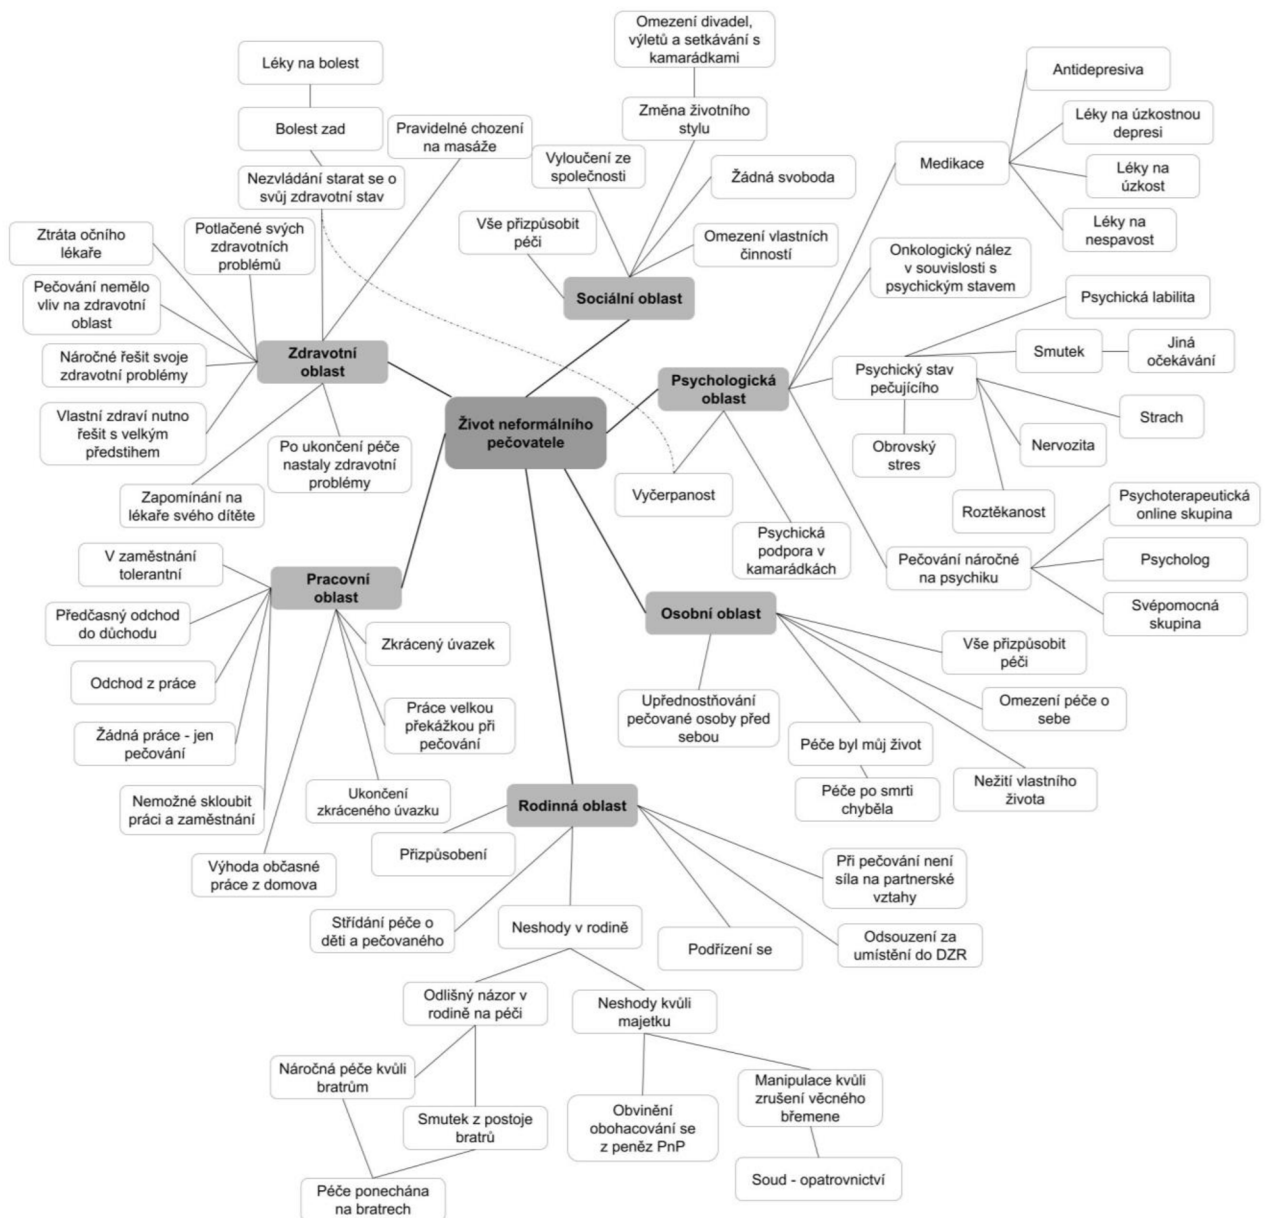 Omezení divadel,
výletů a setkávání s
kamarádkami
Léky na bolest
Antidepresiva
Bolest zad
Pravidelné chození
na masáže
Změna životního
stylu
Léky na úzkostnou
depresi
Medikace
Vyloučení ze
společnosti
Nezvládání starat se o
svůj zdravotní stav
Žádná svoboda
Léky na
úzkost
Ztráta očního
lékaře
Potlačené svých
zdravotních
problémů
Vše přizpůsobit
péči
Omezení vlastních
činností
Léky na
nespavost
Onkologický nález
v souvislosti s
psychickým stavem
Pečování nemělo
vliv na zdravotní
oblast
Sociální oblast
Psychická labilita
Náročné řešit svoje
zdravotní problémy
Zdravotní
oblast
Psychologická
oblast
Psychický stav
pečujícího
Smutek
Jiná
očekávání
Vlastní zdraví nutno
řešit s velkým
předstihem
Život neformálního
pečovatele
Strach
Po ukončení péče
nastaly zdravotní
problémy
Obrovský
stres
Nervozita
Zapomínání na
lékaře svého dítěte
Vyčerpanost
Roztěkanost
Psychoterapeutická
online skupina
Psychická
podpora v
kamarádkách
V zaměstnání
tolerantní
Pečování náročné
na psychiku
Psycholog
Pracovní
oblast
Osobní oblast
Svépomocná
skupina
Předčasný odchod
do důchodu
Zkrácený úvazek
Vše přizpůsobit
péči
Odchod z práce
Upřednostňování
pečované osoby před
sebou
Omezení péče o
sebe
Práce velkou
překážkou při
pečování
Žádná práce - jen
pečování
Péče byl můj život
Nežití vlastního
života
Nemožné skloubit
práci a zaměstnání
Ukončení
zkráceného úvazku
Rodinná oblast
Péče po smrti
chyběla
Přizpůsobení
Výhoda občasné
práce z domova
Při pečování není
síla na partnerské
vztahy
Střídání péče o
děti a pečovaného
Neshody v rodině
Podřízení se
Odsouzení za
umístění do DZR
Odlišný názor v
rodině na péči
Neshody kvůli
majetku
Náročná péče kvůli
bratrům
Manipulace kvůli
zrušení věcného
břemene
Smutek z postoje
bratrů
Obvinění
obohacování se
z peněz PnP
Soud - opatrovnictví
Péče ponechána
na bratrech